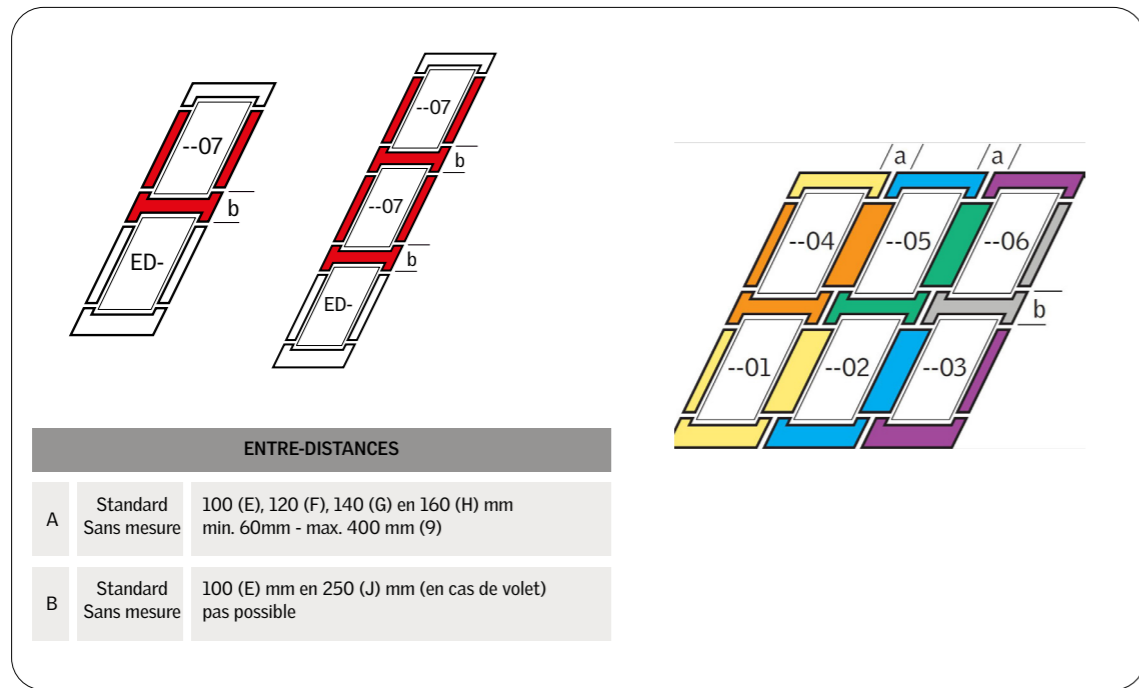 --07
b
ED-
--07
b
--07
b
ED-
a a
--04 --05 --06
b
--01 --02 --03
ENTRE-DISTANCES
A
Standard
Sans mesure
100 (E), 120 (F), 140 (G) en 160 (H) mm
min. 60mm - max. 400 mm (9)
B
Standard
Sans mesure
100 (E) mm en 250 (J) mm (en cas de volet)
pas possible